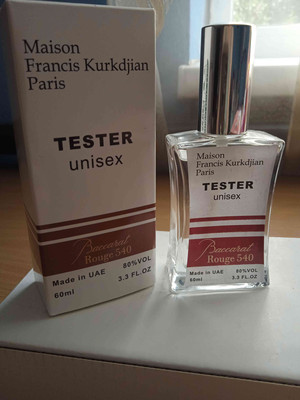 Maison
Francis Kurkdjian
Paris
TESTER
unisex
Baccarat
Rouge 540
Made in UAE 80%VOL
60ml 3.3 FL.OZ
Maison
Francis Kurkdjian
Paris
TESTER
unisex
Baccarat
Rouge 540
Made in UAE 80%VOL
60ml 3.3 FL.OZ